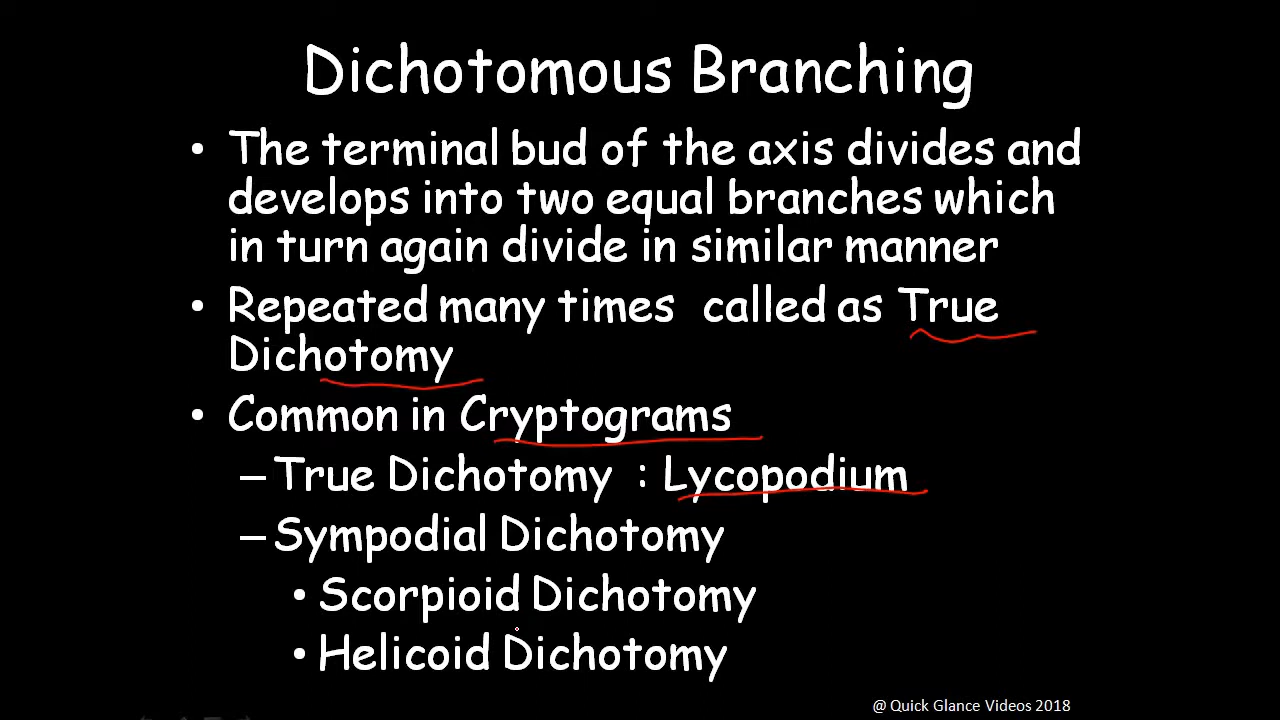 Dichotomous Branching
• The terminal bud of the axis divides and
develops into two equal branches which
in turn again divide in similar manner
• Repeated many times called as True
Dichotomy
• Common in Cryptograms
– True Dichotomy : Lycopodium
– Sympodial Dichotomy
• Scorpioid Dichotomy
• Helicoid Dichotomy
@ Quick Glance Videos 2018